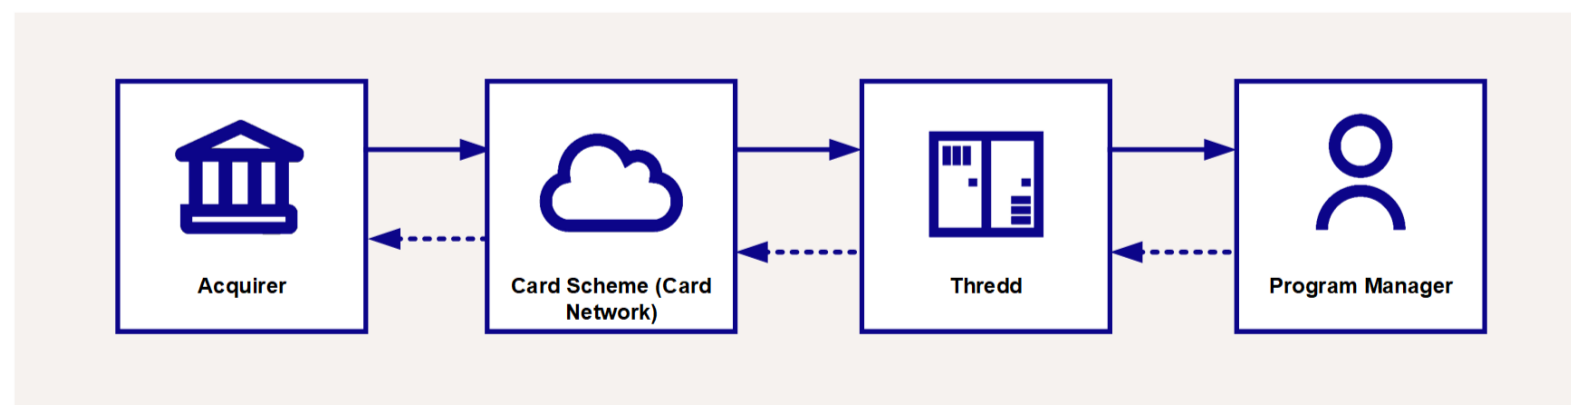 Acquirer
Card Scheme (Card
Network)
Thredd
Program Manager